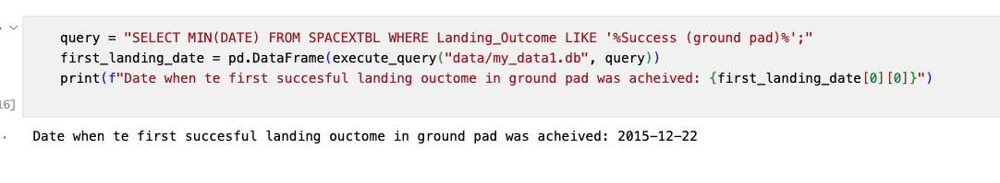 query = "SELECT MIN(DATE) FROM SPACEXTBL WHERE Landing_Outcome LIKE '%Success (ground pad)%';"
first_landing_date = pd.DataFrame(execute_query("data/my_data1.db", query))
print(f"Date when te first succesful landing ouctome in ground pad was acheived: {first_landing_date[0][0]}")
16]
Date when te first succesful landing ouctome in ground pad was acheived: 2015-12-22